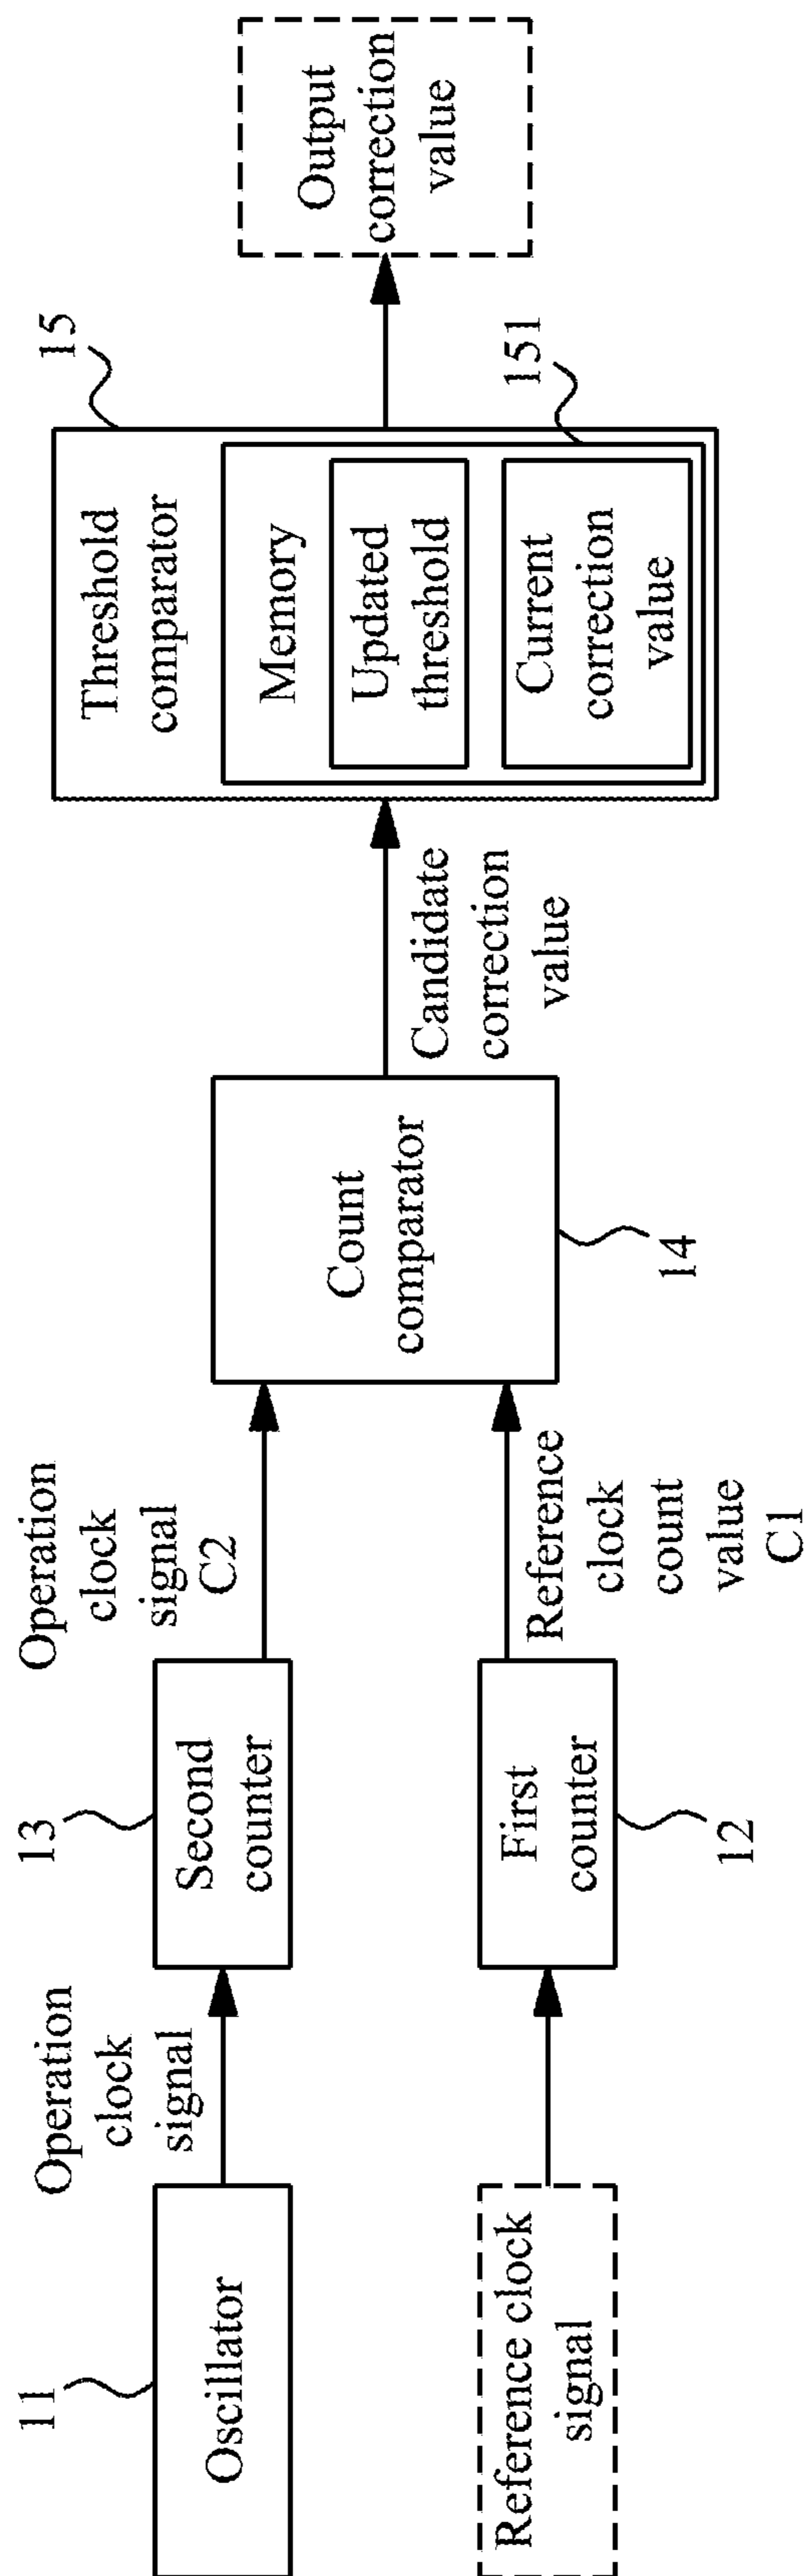 11
Oscillator
Operation
clock
signal
13
Second
counter
Operation
clock
signal
C2
Reference clock
signal
First
counter
12
Reference
clock
count
value
C1
Count
comparator
14
Candidate
correction
value
15
Threshold
comparator
Memory
Updated
threshold
Current
correction
value
151
Output
correction
value